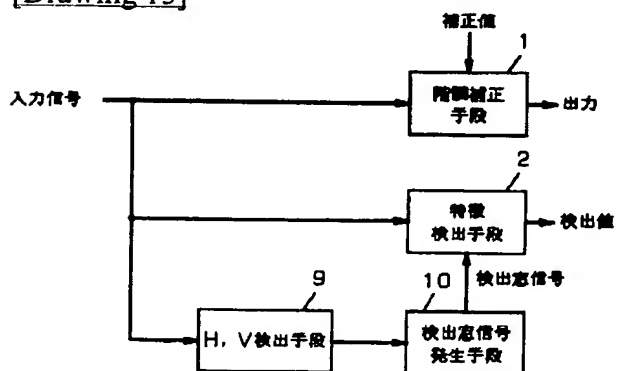 [Drawing 15]
補正値
1
入力信号
階調補正
手段
出力
2
特徴
検出手段
検出値
検出窓信号
9
10
H，V検出手段
検出窓信号
発生手段